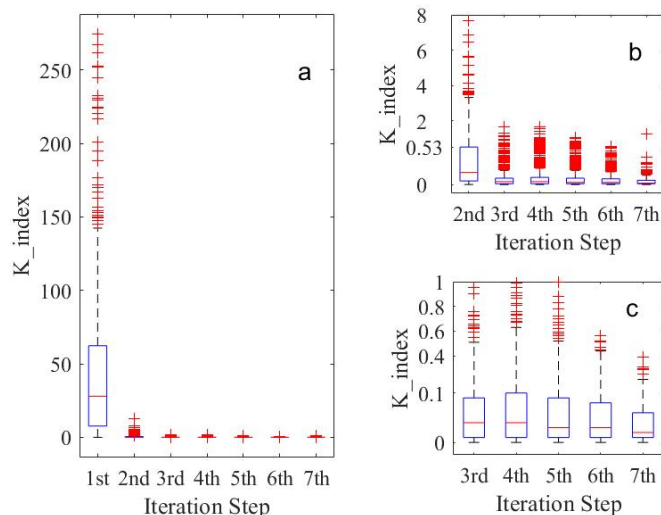 a
250
200
150
100
50
0
K_index
1st 2nd 3rd 4th 5th 6th 7th
Iteration Step
b
8
6
4
2
0.53
0
K_index
2nd 3rd 4th 5th 6th 7th
Iteration Step
c
1
0.8
0.6
0.4
0.1
0
K_index
3rd 4th 5th 6th 7th
Iteration Step